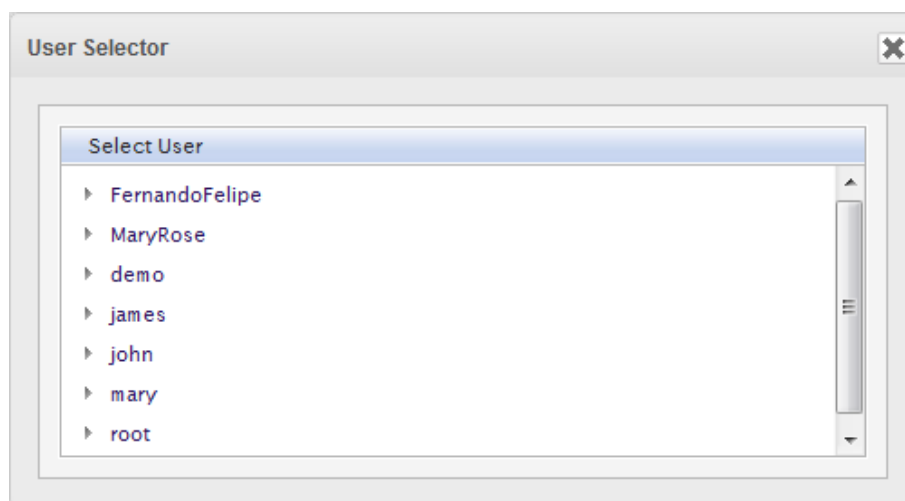 User Selector
Select User
FernandoFelipe
MaryRose
demo
james
john
mary
root